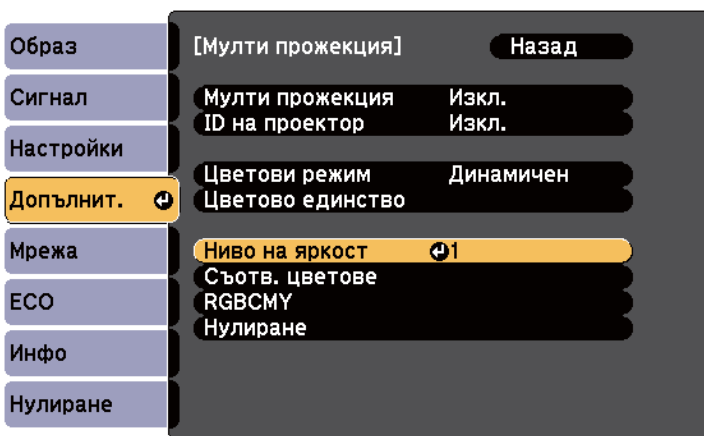 Образ
Сигнал
Настройки
Допълнит.
Мрежа
ECO
Инфо
Нулиране
[Мулти прожекция] Назад
Мулти прожекция Изкл.
ID на проектор Изкл.
Цветови режим Динамичен
Цветово единство
Ниво на яркост 1
Съотв. цветове
RGBCMY
Нулиране